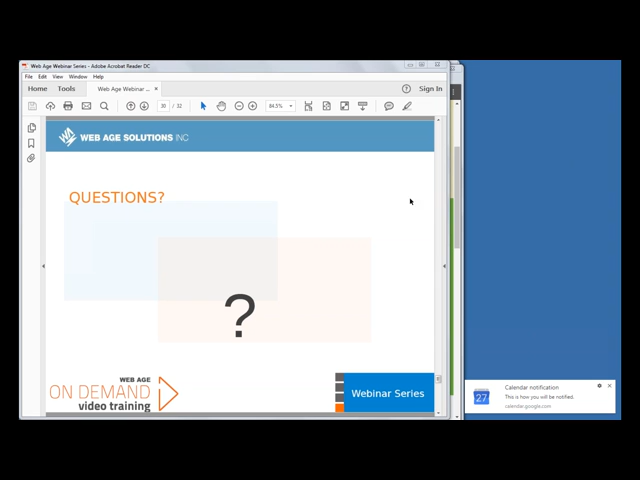 Web Age Webinar Series - Adobe Acrobat Reader DC
File Edit View Window Help
Home Tools Web Age Webinar ... × ? Sign In
30 / 32 84.5%
WEB AGE SOLUTIONS INC
QUESTIONS?
?
WEB AGE
ON DEMAND
video training
Webinar Series
Calendar notification
27 This is how you will be notified.
calendar.google.com